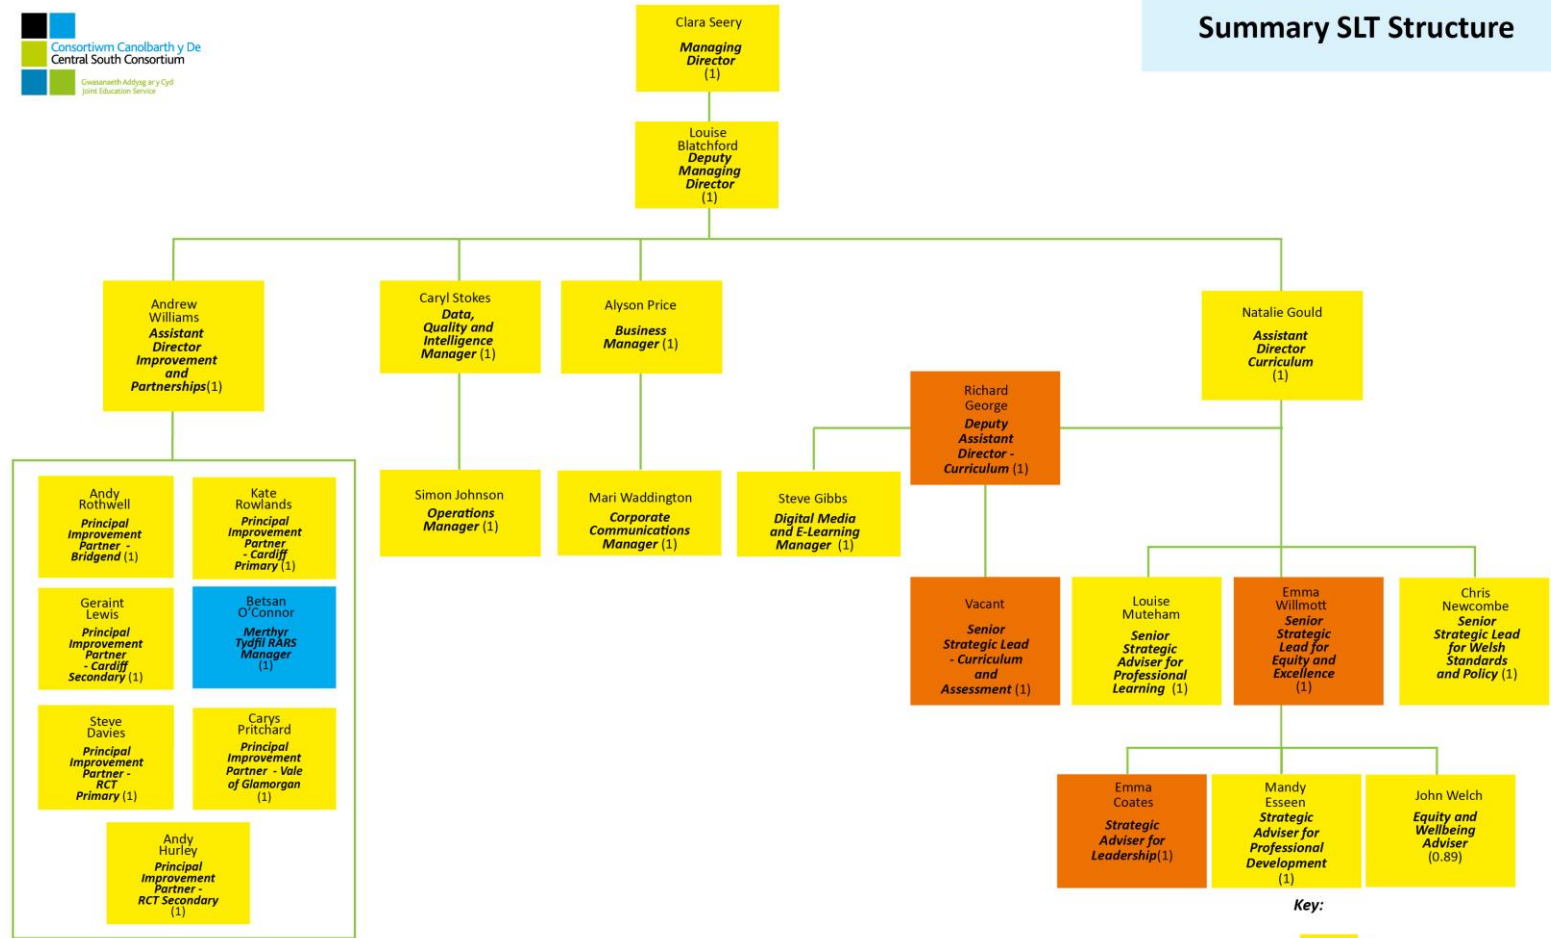 Consortiwm Canolbarth y De
Central South Consortium
Gwasanaeth Addysg ar y Cyd
Joint Education Service
Summary SLT Structure
Clara Seery
Managing
Director
(1)
Louise
Blatchford
Deputy
Managing
Director
(1)
Andrew
Williams
Assistant
Director
Improvement
and
Partnerships(1)
Caryl Stokes
Data,
Quality and
Intelligence
Manager (1)
Alyson Price
Business
Manager (1)
Natalie Gould
Assistant
Director
Curriculum
(1)
Richard
George
Deputy
Assistant
Director -
Curriculum (1)
Simon Johnson
Operations
Manager (1)
Mari Waddington
Corporate
Communications
Manager (1)
Steve Gibbs
Digital Media
and E-Learning
Manager (1)
Andy
Rothwell
Principal
Improvement
Partner -
Bridgend (1)
Kate
Rowlands
Principal
Improvement
Partner
- Cardiff
Primary (1)
Geraint
Lewis
Principal
Improvement
Partner
- Cardiff
Secondary (1)
Betsan
O'Connor
Merthyr
Tydfil RARS
Manager
(1)
Steve
Davies
Principal
Improvement
Partner -
RCT
Primary (1)
Carys
Pritchard
Principal
Improvement
Partner - Vale
of Glamorgan
(1)
Andy
Hurley
Principal
Improvement
Partner -
RCT Secondary
(1)
Vacant
Senior
Strategic Lead
- Curriculum
and
Assessment (1)
Louise
Muteham
Senior
Strategic
Adviser for
Professional
Learning (1)
Emma
Willmott
Senior
Strategic
Lead for
Equity and
Excellence
(1)
Chris
Newcombe
Senior
Strategic Lead
for Welsh
Standards
and Policy (1)
Emma
Coates
Strategic
Adviser for
Leadership(1)
Mandy
Esseen
Strategic
Adviser for
Professional
Development
(1)
John Welch
Equity and
Wellbeing
Adviser
(0.89)
Key: